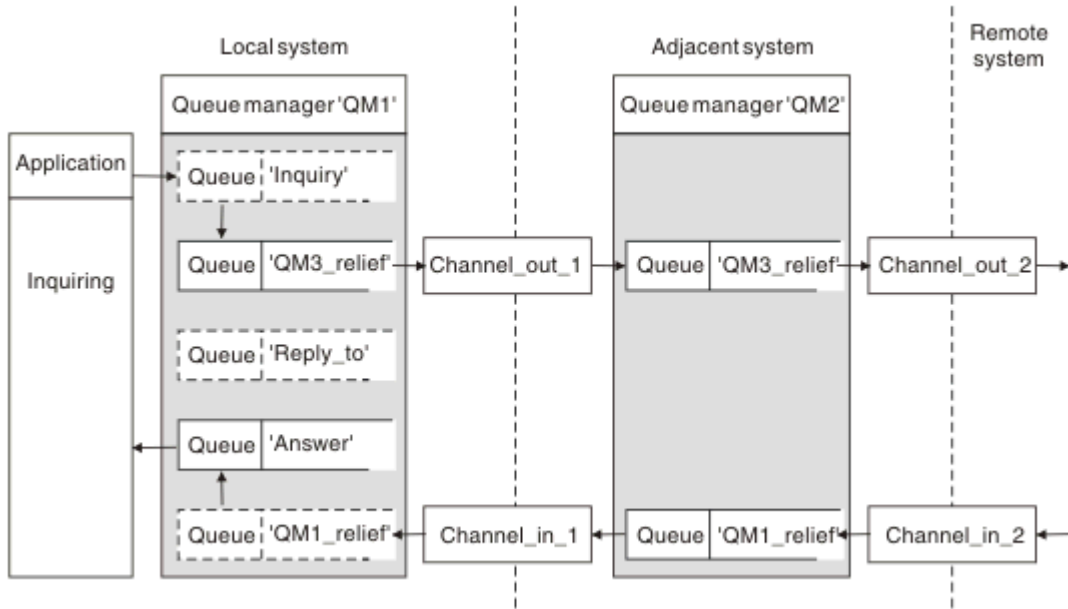 Local system
Adjacent system
Remote
system
Queue manager 'QM1'
Queue manager 'QM2'
Application
Inquiring
Queue 'Inquiry'
Queue 'QM3_relief'
Channel_out_1
Queue 'QM3_relief'
Channel_out_2
Queue 'Reply_to'
Queue 'Answer'
Queue 'QM1_relief'
Channel_in_1
Queue 'QM1_relief'
Channel_in_2